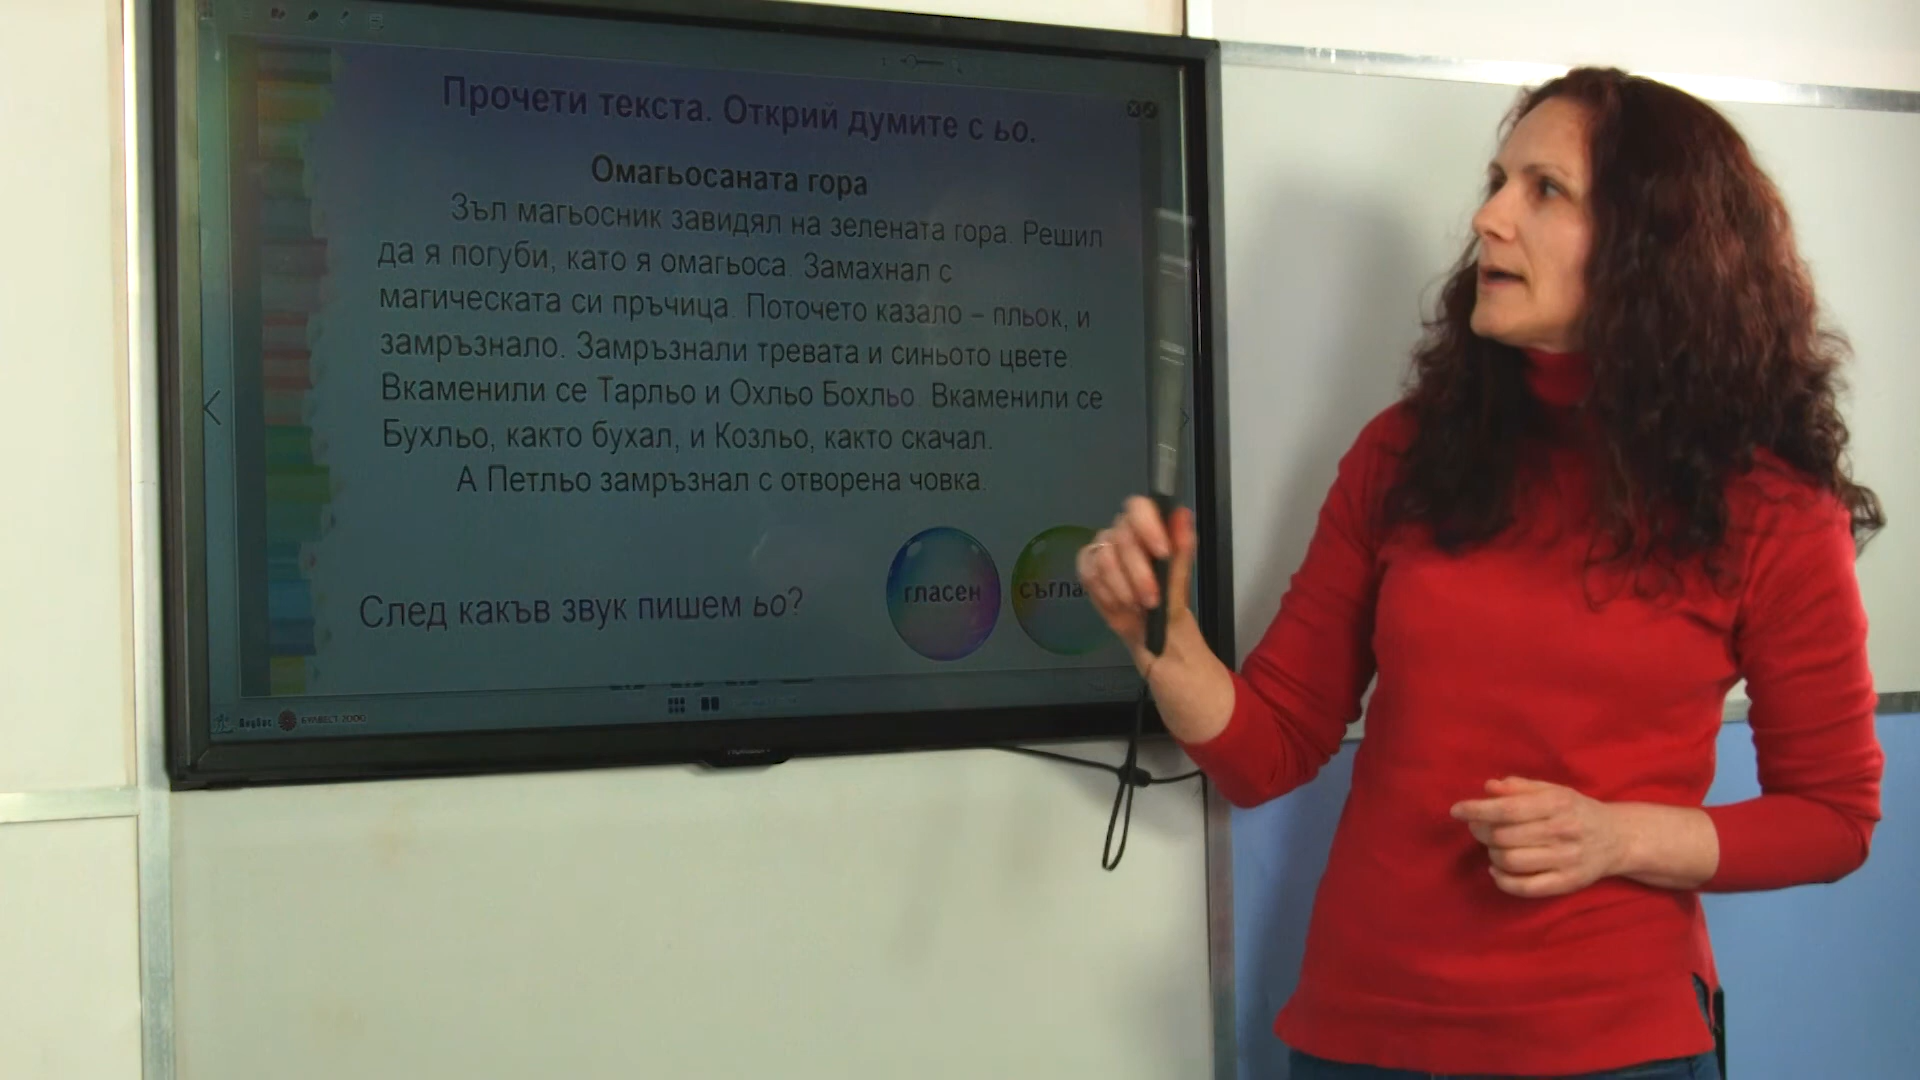 Прочети текста. Открий думите с ьо.
Омагьосаната гора
Зъл магьосник завидял на зелената гора. Решил
да я погуби, като я омагьоса. Замахнал с
магическата си пръчица. Поточето казало – пльок, и
замръзнало. Замръзнали тревата и синьото цвете
Вкаменили се Тарльо и Охльо Бохльо. Вкаменили се
Бухльо, както бухал, и Козльо, както скачал.
А Петльо замръзнал с отворена човка.
гласен
съгла
След какъв звук пишем ьо?
БУЛВЕСТ 2000